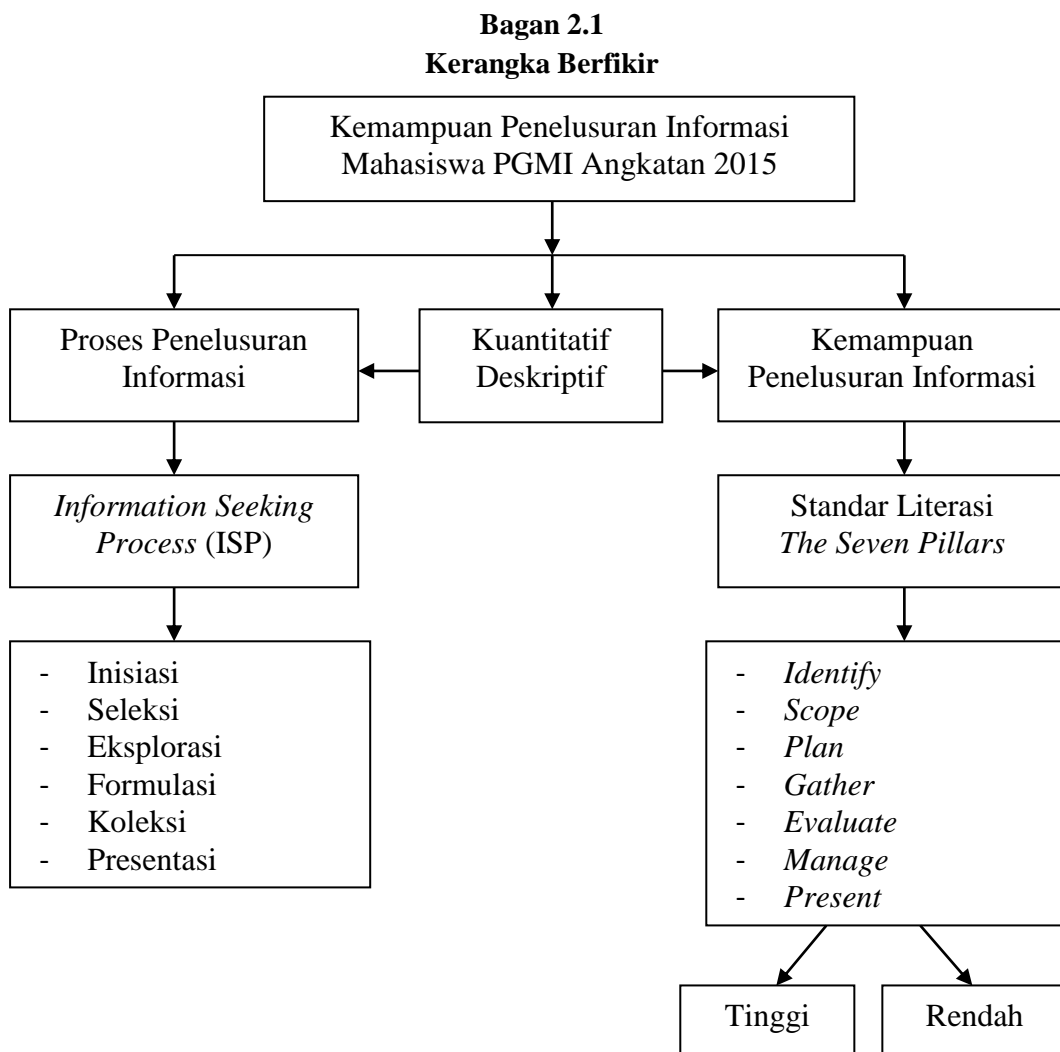 Bagan 2.1
Kerangka Berfikir
Kemampuan Penelusuran Informasi
Mahasiswa PGMI Angkatan 2015
Proses Penelusuran
Informasi
Kuantitatif
Deskriptif
Kemampuan
Penelusuran Informasi
Information Seeking
Process (ISP)
Standar Literasi
The Seven Pillars
- Inisiasi
- Seleksi
- Eksplorasi
- Formulasi
- Koleksi
- Presentasi
- Identify
- Scope
- Plan
- Gather
- Evaluate
- Manage
- Present
Tinggi
Rendah